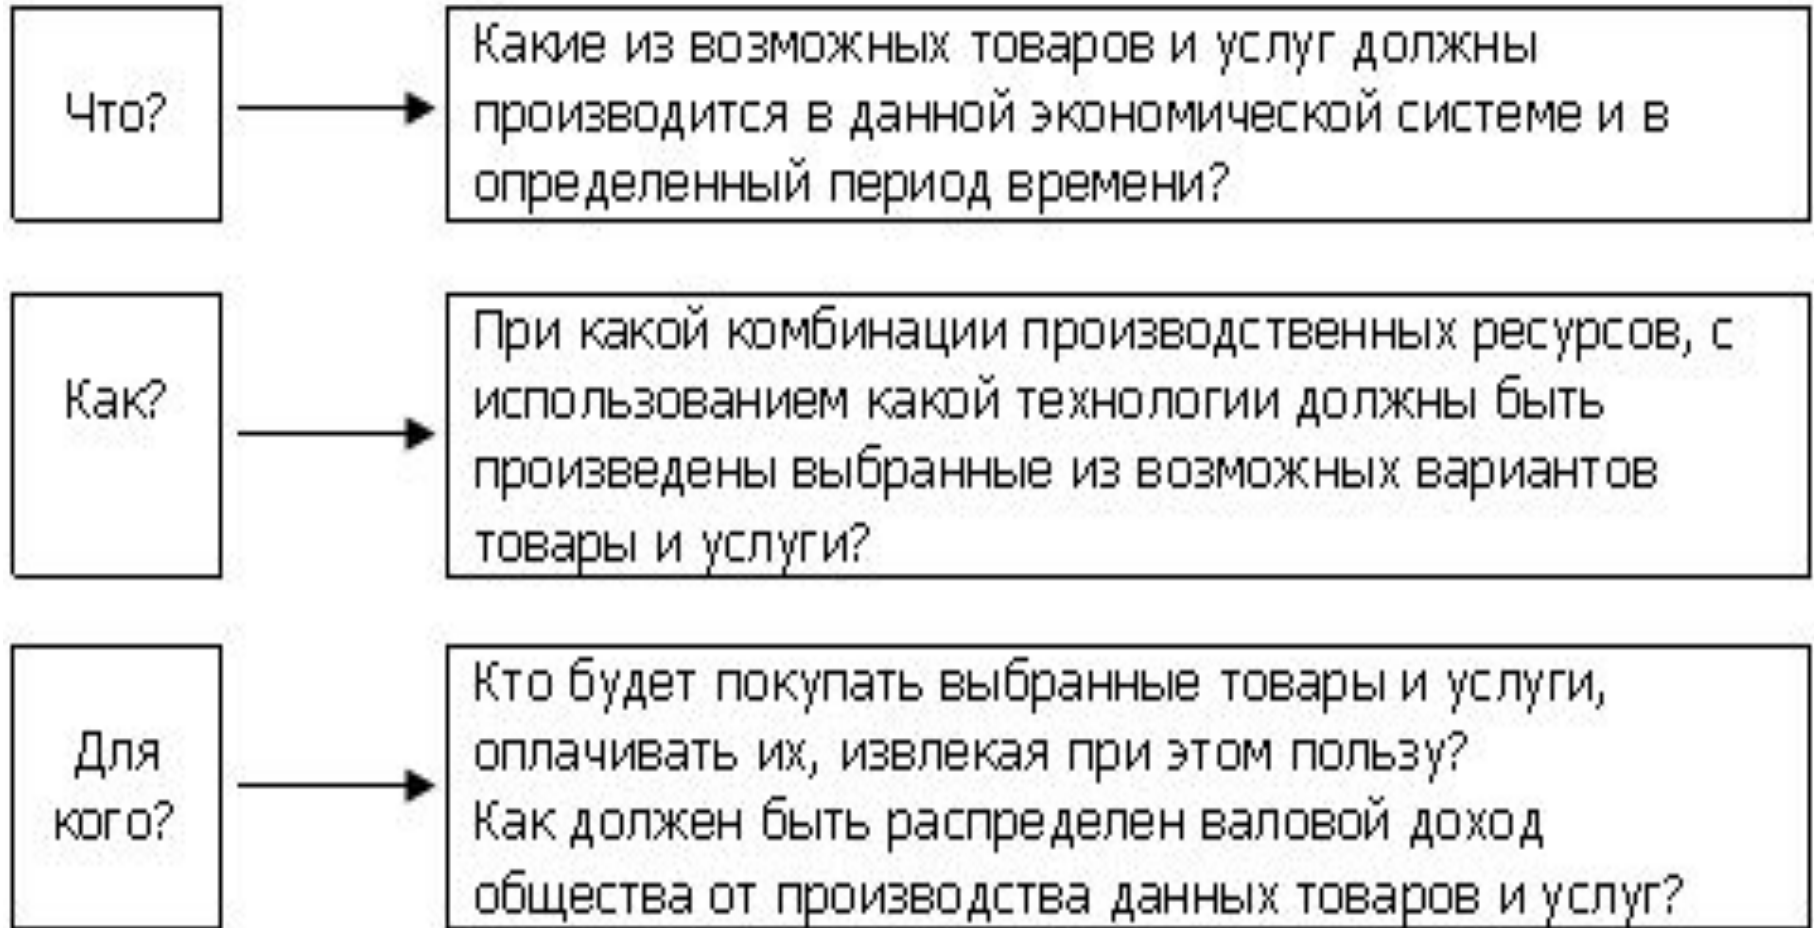 Что?
Какие из возможных товаров и услуг должны
производится в данной экономической системе и в
определенный период времени?
Как?
При какой комбинации производственных ресурсов, с
использованием какой технологии должны быть
произведены выбранные из возможных вариантов
товары и услуги?
Для
кого?
Кто будет покупать выбранные товары и услуги,
оплачивать их, извлекая при этом пользу?
Как должен быть распределен валовой доход
общества от производства данных товаров и услуг?